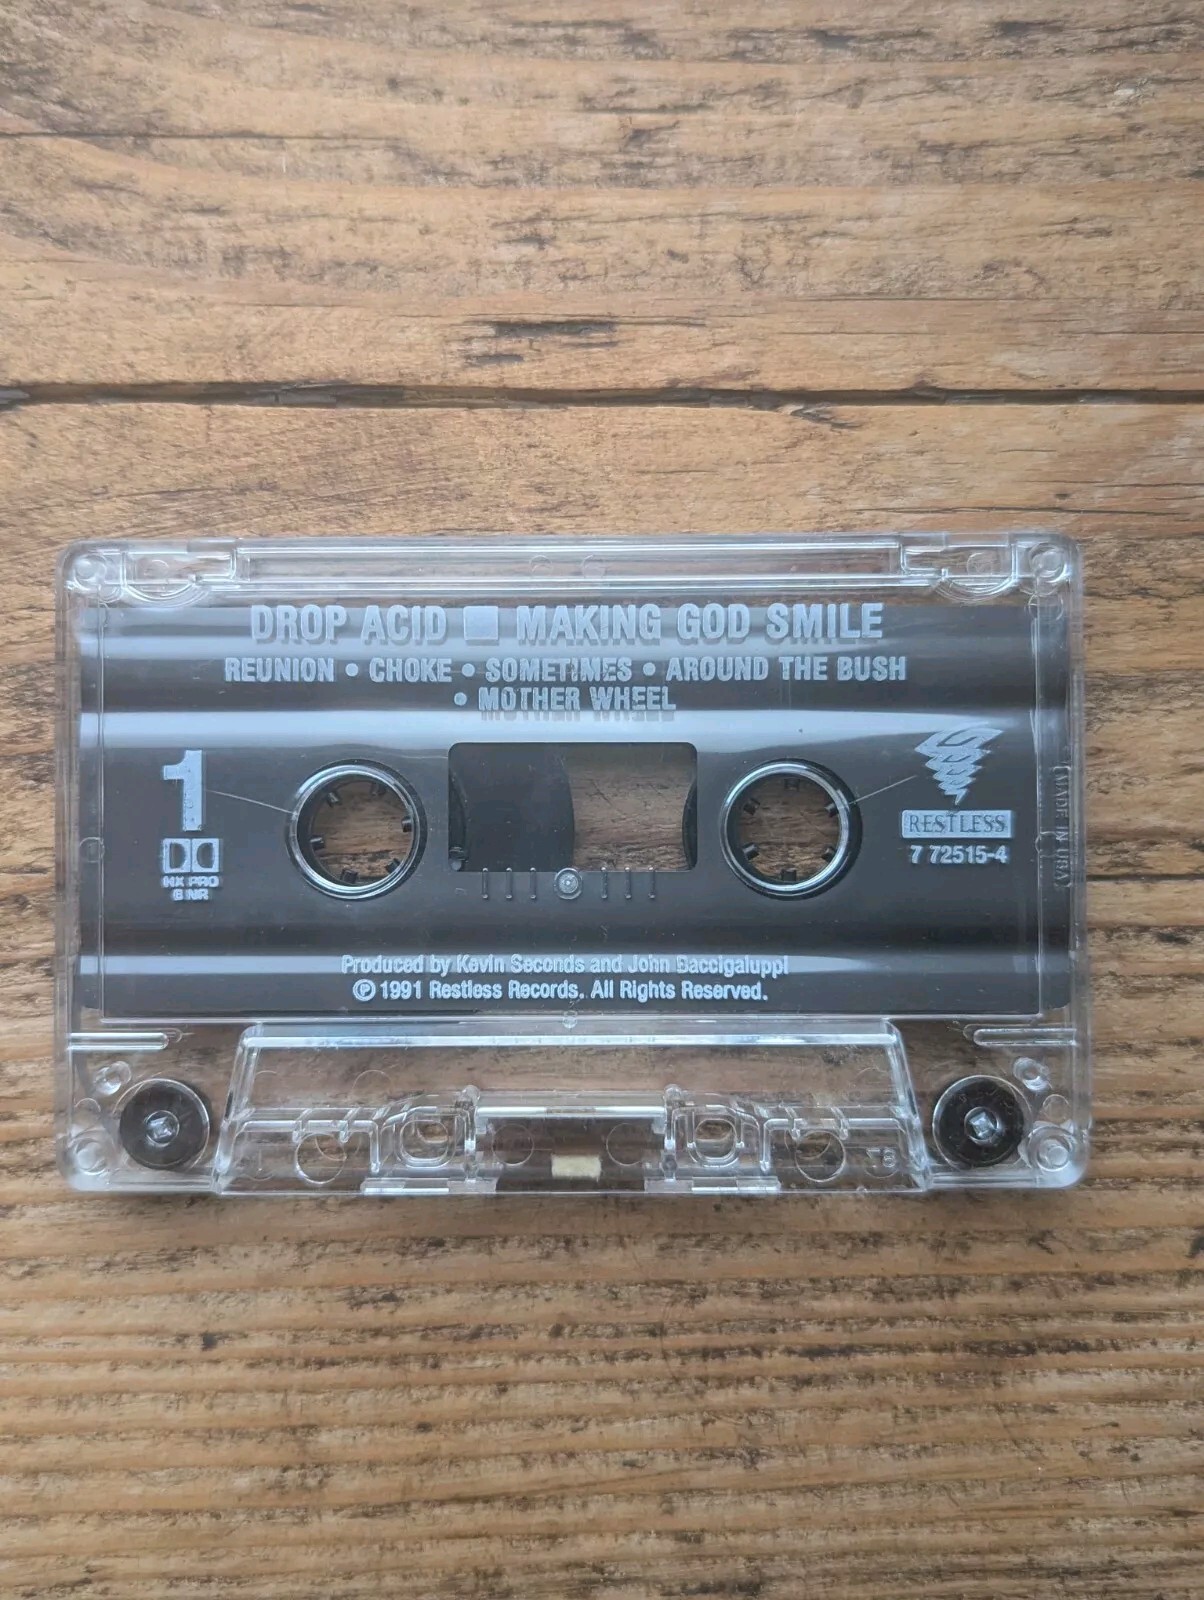 DROP ACID ■ MAKING GOD SMILE
REUNION • CHOKE • SOMETIMES • AROUND THE BUSH
• MOTHER WHEEL
1
HX PRO
B NR
RESTLESS
7 72515-4
MADE IN USA
Produced by Kevin Seconds and John Baccigaluppi
℗ 1991 Restless Records. All Rights Reserved.